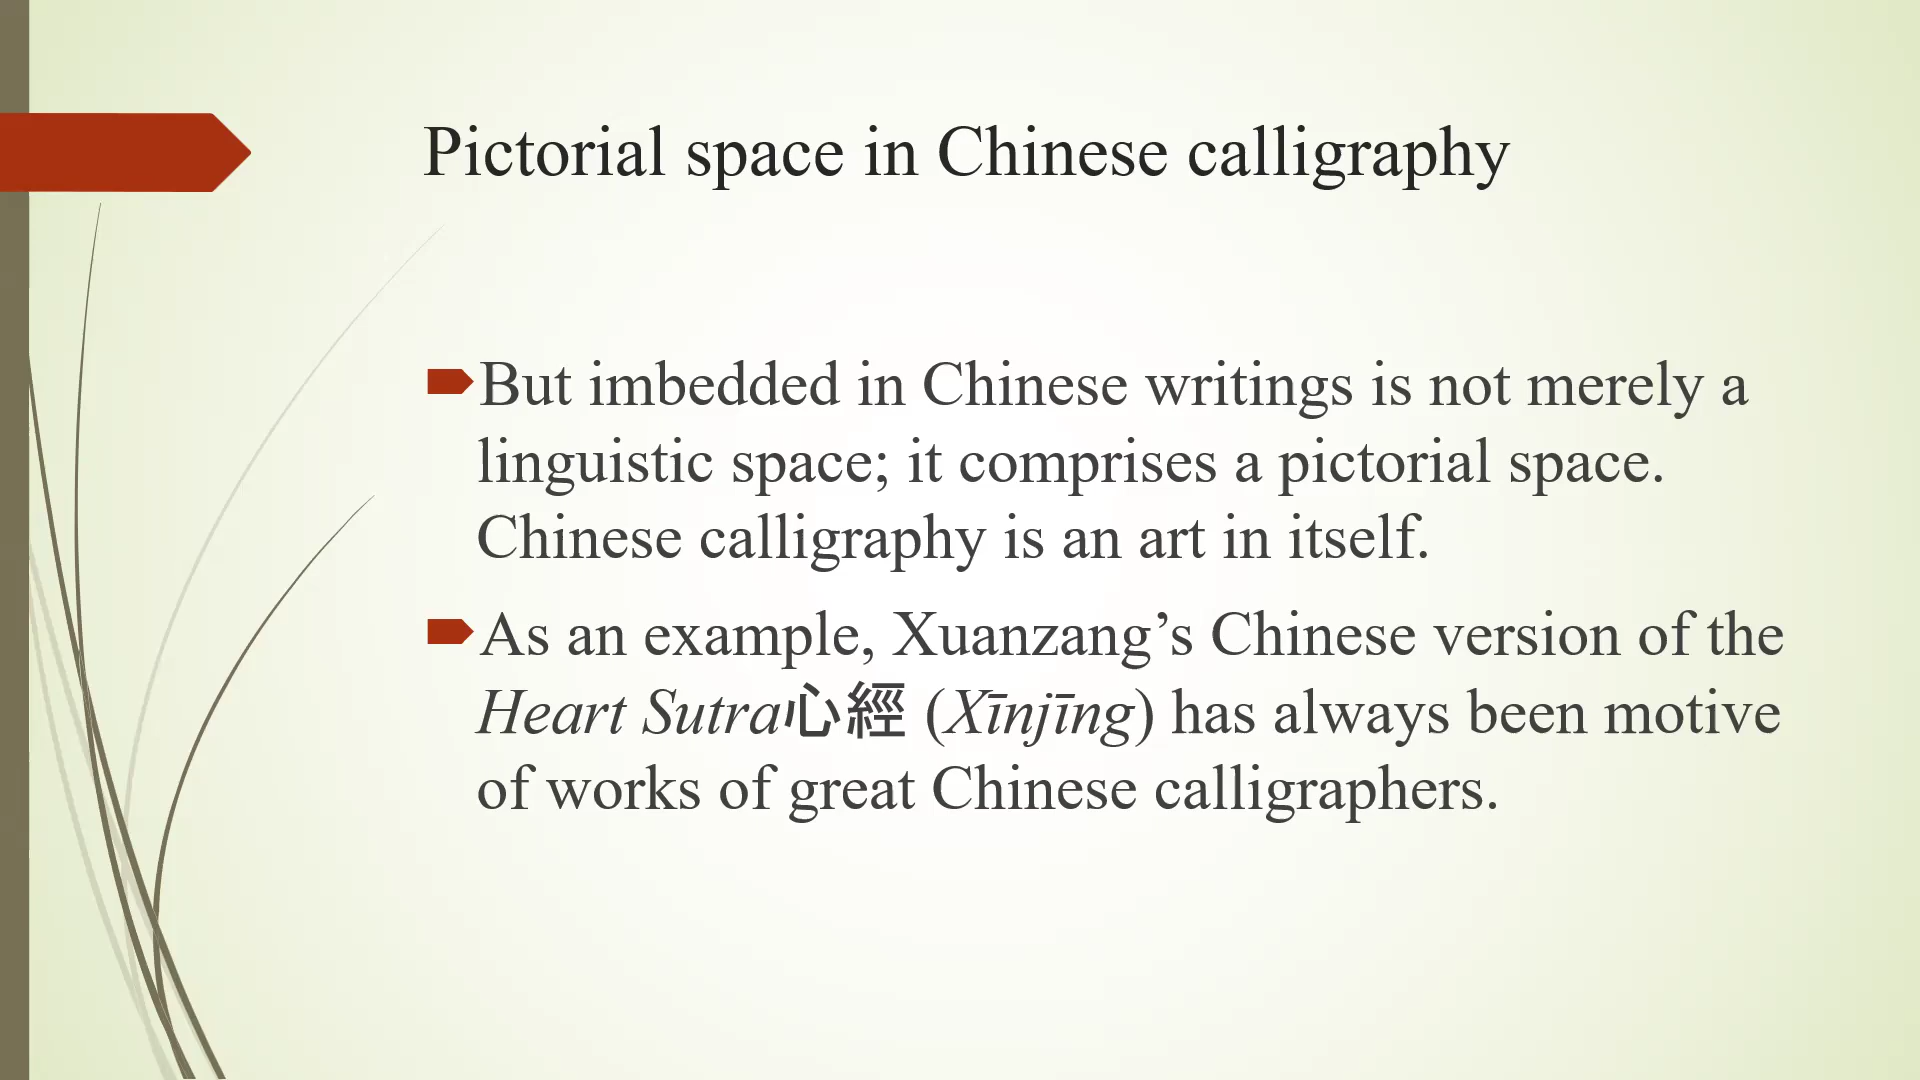 Pictorial space in Chinese calligraphy
But imbedded in Chinese writings is not merely a
linguistic space; it comprises a pictorial space.
Chinese calligraphy is an art in itself.
As an example, Xuanzang’s Chinese version of the
Heart Sutra心經 (Xīnjīng) has always been motive
of works of great Chinese calligraphers.